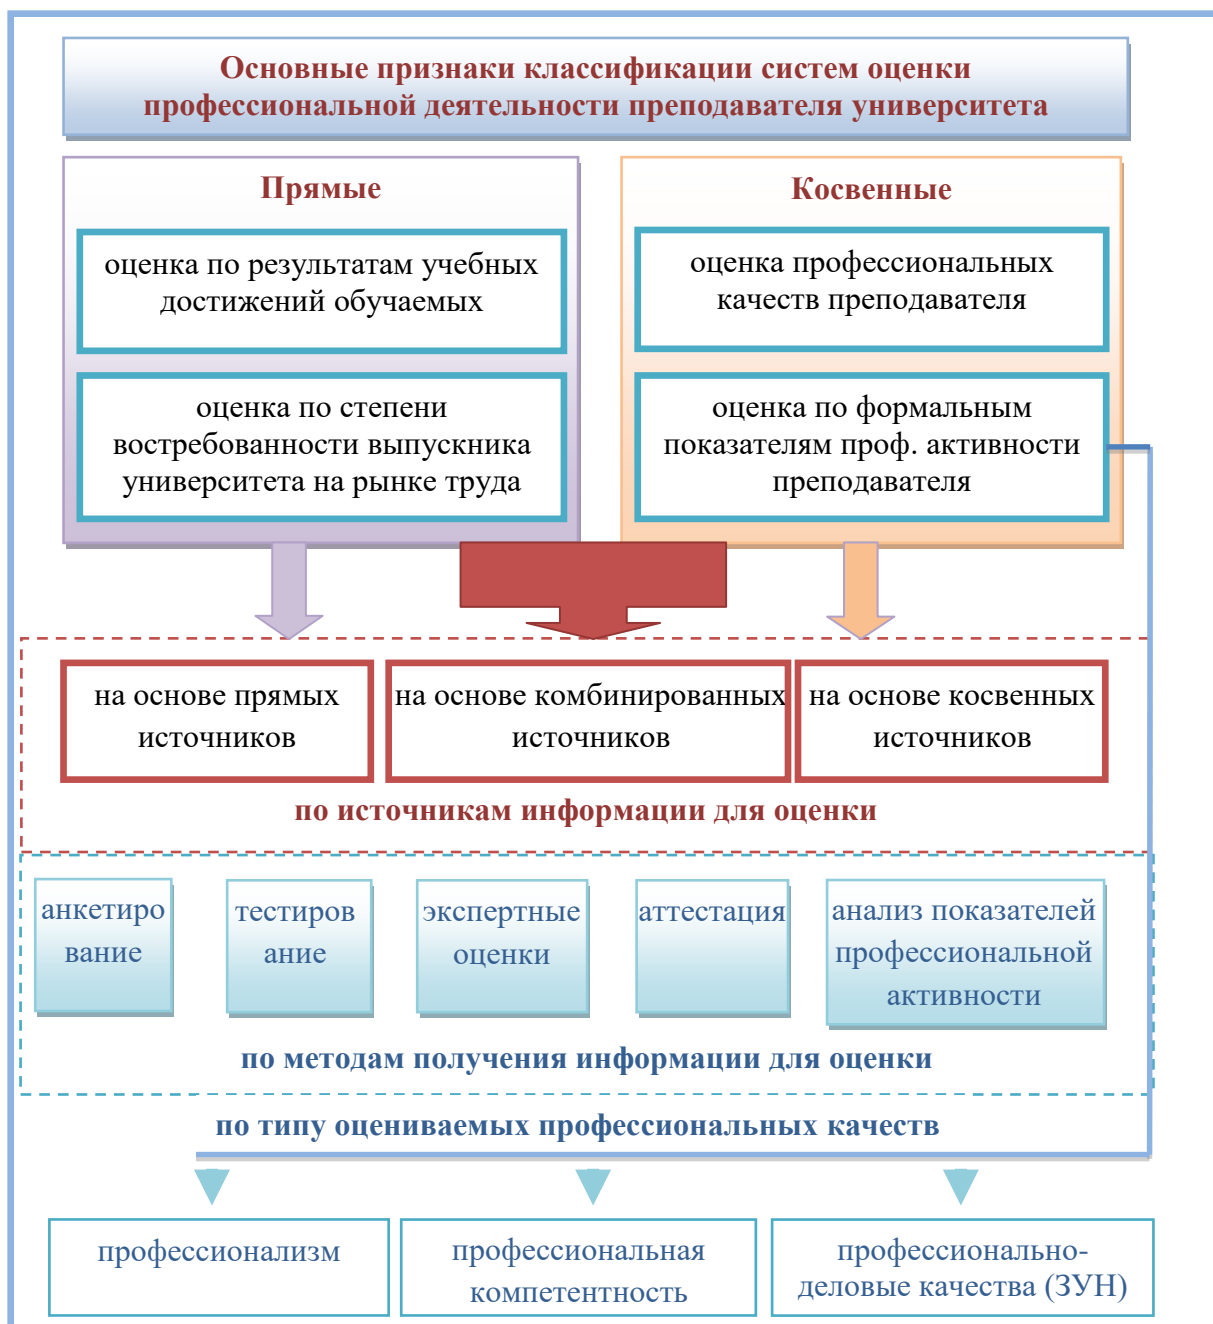 Основные признаки классификации систем оценки
профессиональной деятельности преподавателя университета
Прямые
оценка по результатам учебных
достижений обучаемых
оценка по степени
востребованности выпускника
университета на рынке труда
Косвенные
оценка профессиональных
качеств преподавателя
оценка по формальным
показателям проф. активности
преподавателя
на основе прямых
источников
на основе комбинированных
источников
на основе косвенных
источников
по источникам информации для оценки
анкетиро
вание
тестиров
ание
экспертные
оценки
аттестация
анализ показателей
профессиональной
активности
по методам получения информации для оценки
по типу оцениваемых профессиональных качеств
профессионализм
профессиональная
компетентность
профессионально-
деловые качества (ЗУН)